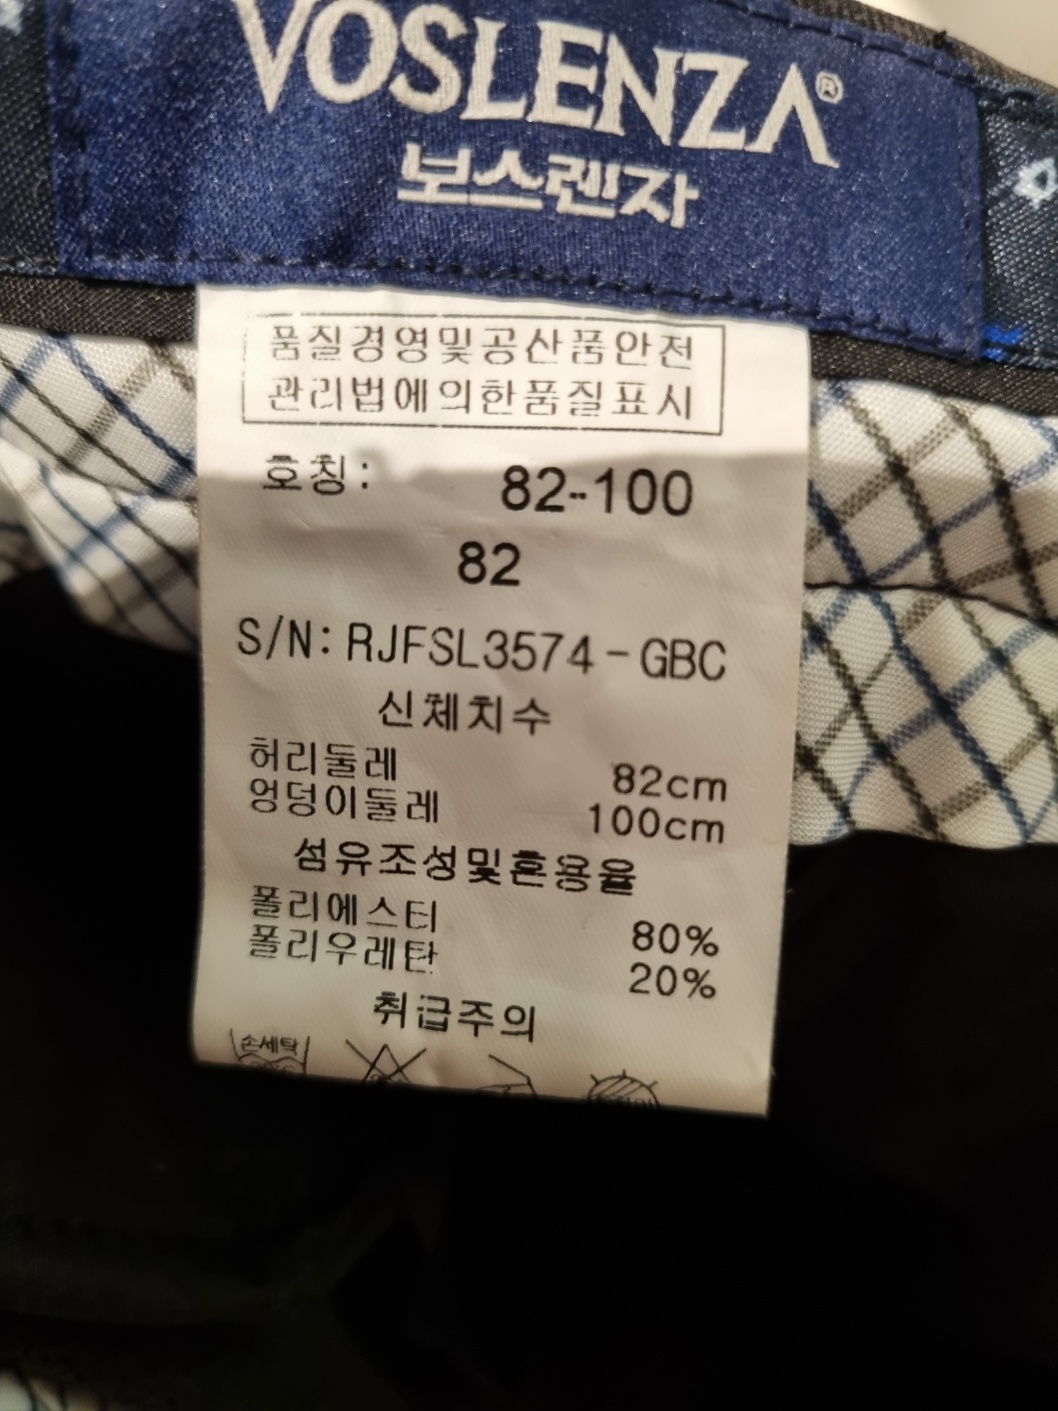 VOSLENZA®
보스렌자
품질경영및공산품안전
관리법에의한품질표시
호칭: 82-100
82
S/N: RJFSL3574-GBC
신체치수
허리둘레 82cm
엉덩이둘레 100cm
섬유조성및혼용율
폴리에스터 80%
폴리우레탄 20%
취급주의
손세탁